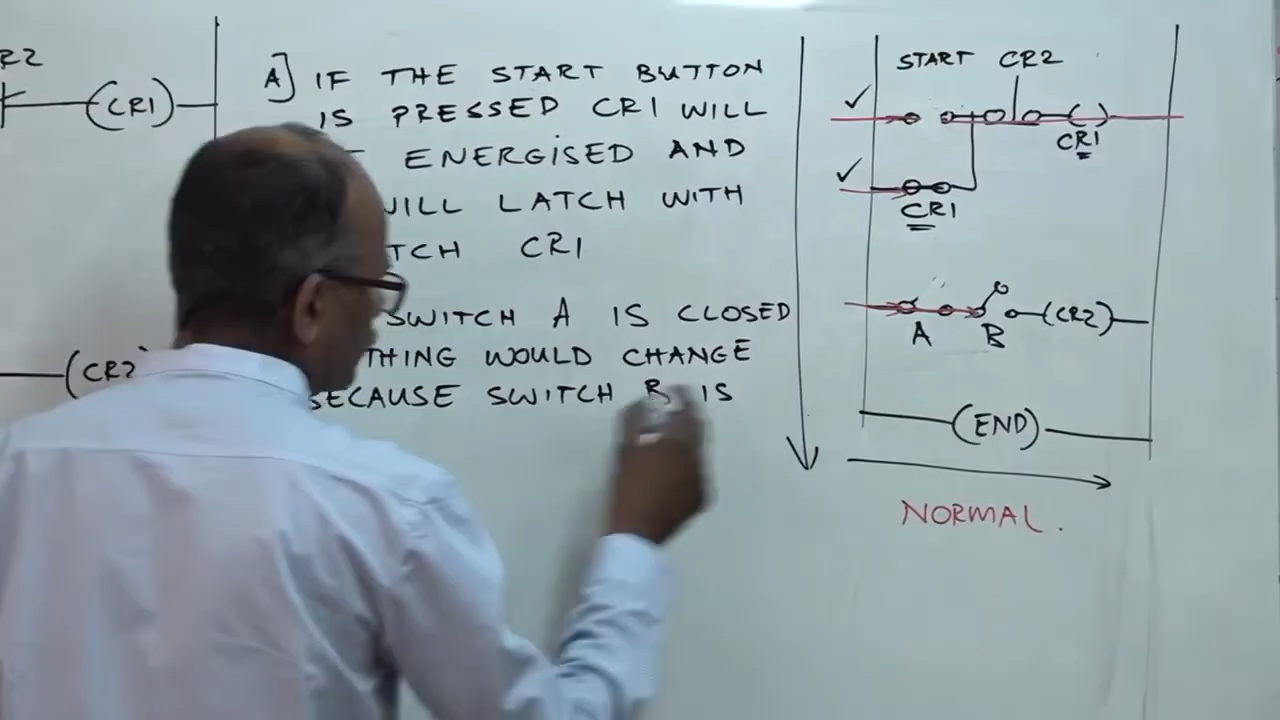 R2
(CR1)
A] IF THE START BUTTON
IS PRESSED CR1 WILL
ENERGISED AND
WILL LATCH WITH
TCH CR1
SWITCH A IS CLOSED
THING WOULD CHANGE
BECAUSE SWITCH B IS
(CR2)
START CR2
CR1
CR1
A B (CR2)
(END)
NORMAL.